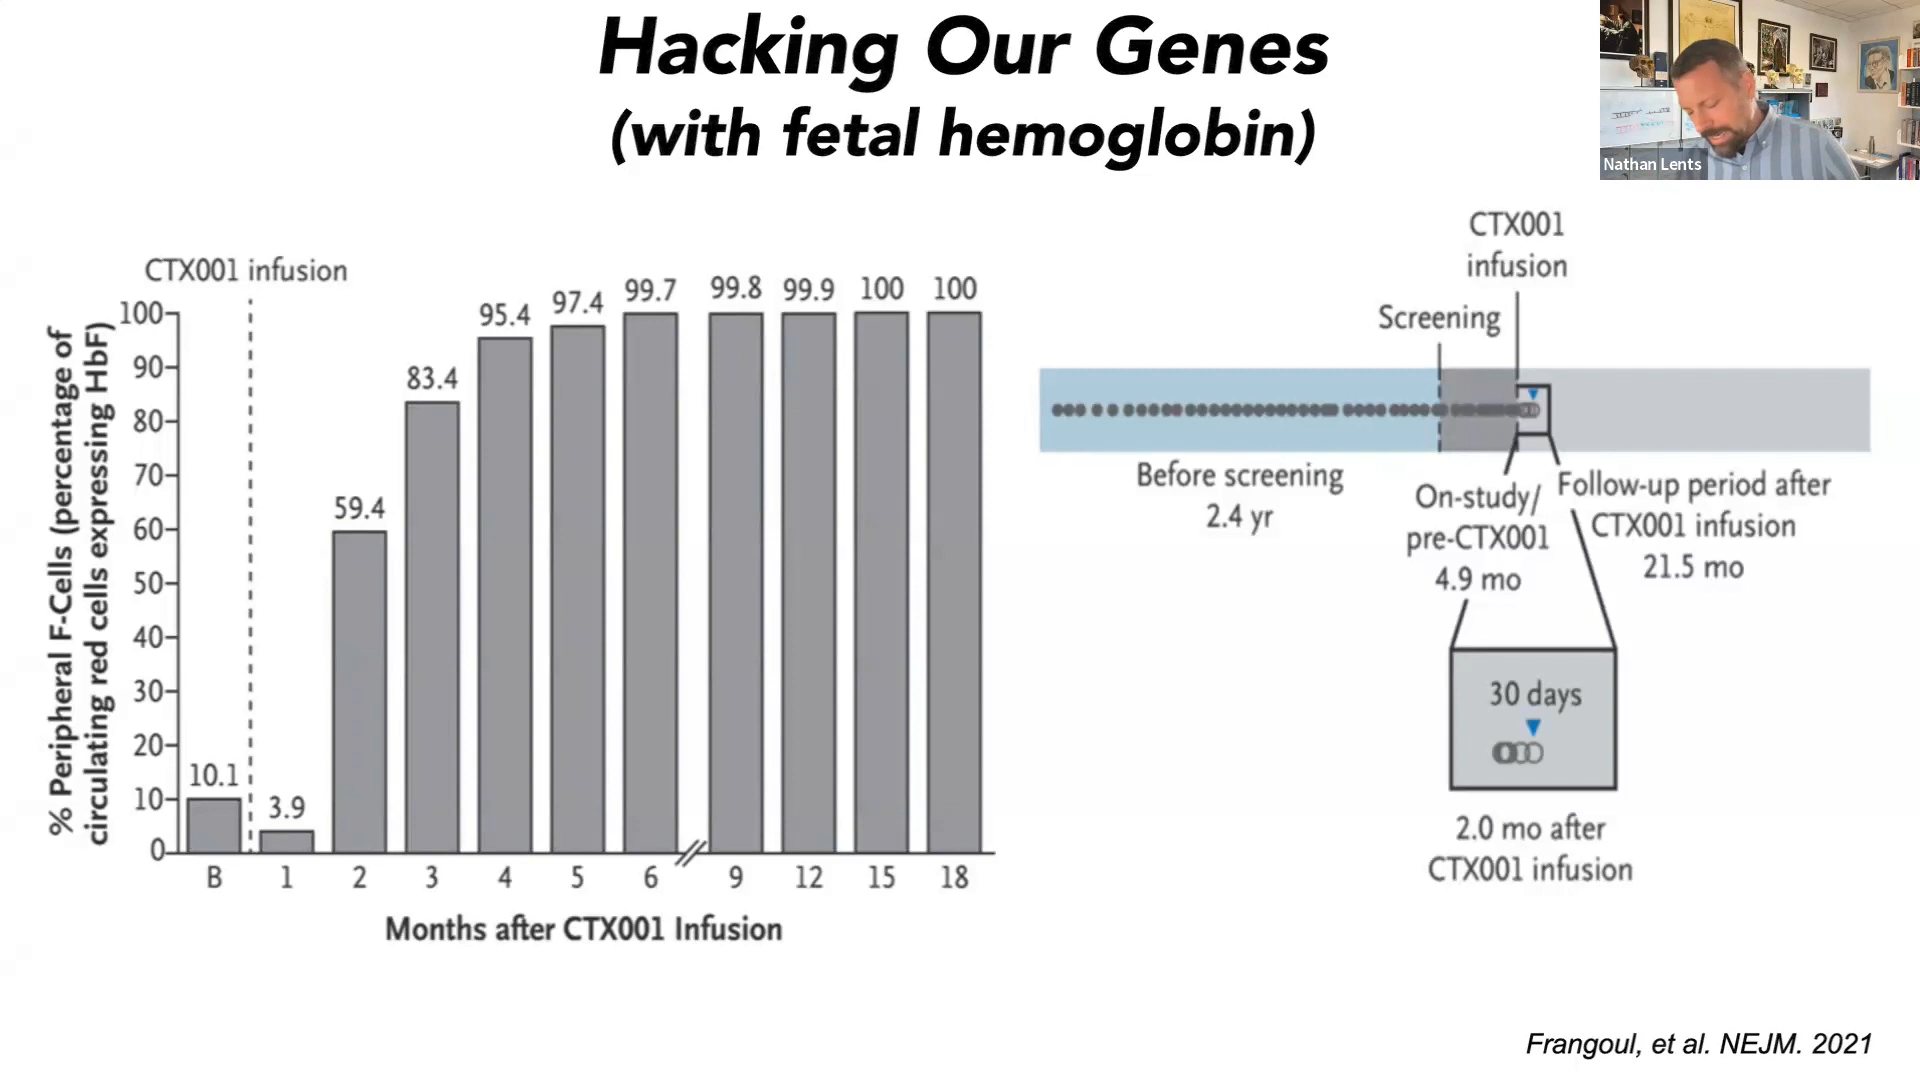 Hacking Our Genes
(with fetal hemoglobin)
Nathan Lents
CTX001 infusion
% Peripheral F-Cells (percentage of
circulating red cells expressing HbF)
100
90
80
70
60
50
40
30
20
10
0
10.1
3.9
59.4
83.4
95.4
97.4
99.7
99.8
99.9
100
100
B
1
2
3
4
5
6
9
12
15
18
Months after CTX001 Infusion
CTX001
infusion
Screening
Before screening
2.4 yr
On-study/
pre-CTX001
4.9 mo
Follow-up period after
CTX001 infusion
21.5 mo
30 days
2.0 mo after
CTX001 infusion
Frangoul, et al. NEJM. 2021